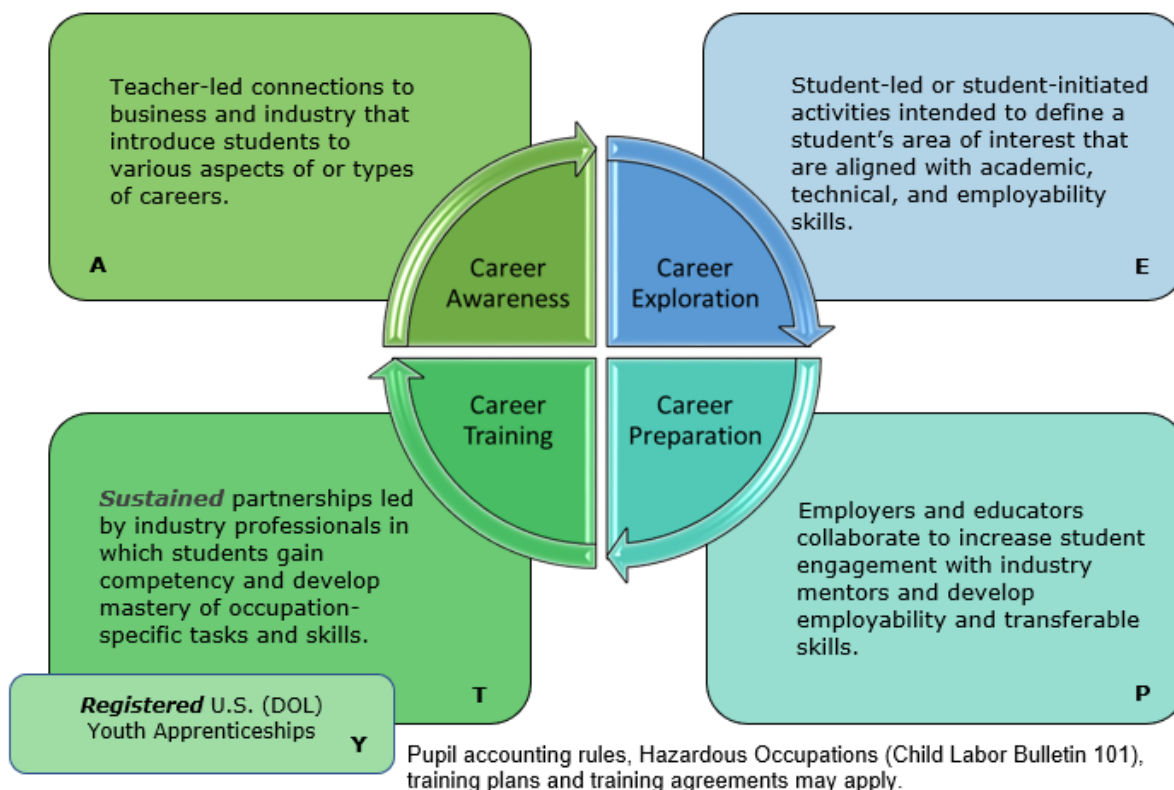 Teacher-led connections to
business and industry that
introduce students to
various aspects of or types
of careers.
A
Student-led or student-initiated
activities intended to define a
student's area of interest that
are aligned with academic,
technical, and employability
skills.
E
Career
Awareness
Career
Exploration
Career
Training
Career
Preparation
Sustained partnerships led
by industry professionals in
which students gain
competency and develop
mastery of occupation-
specific tasks and skills.
T
Registered U.S. (DOL)
Youth Apprenticeships
Y
Employers and educators
collaborate to increase student
engagement with industry
mentors and develop
employability and transferable
skills.
P
Pupil accounting rules, Hazardous Occupations (Child Labor Bulletin 101),
training plans and training agreements may apply.